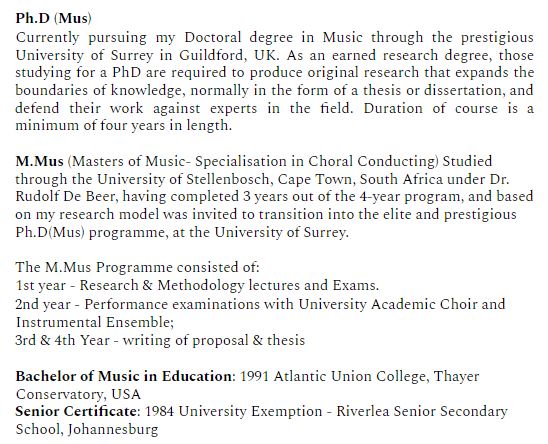 Ph.D (Mus)
Currently pursuing my Doctoral degree in Music through the prestigious
University of Surrey in Guildford, UK. As an earned research degree, those
studying for a PhD are required to produce original research that expands the
boundaries of knowledge, normally in the form of a thesis or dissertation, and
defend their work against experts in the field. Duration of course is a
minimum of four years in length.
M.Mus (Masters of Music- Specialisation in Choral Conducting) Studied
through the University of Stellenbosch, Cape Town, South Africa under Dr.
Rudolf De Beer, having completed 3 years out of the 4-year program, and based
on my research model was invited to transition into the elite and prestigious
Ph.D(Mus) programme, at the University of Surrey.
The M.Mus Programme consisted of:
1st year - Research & Methodology lectures and Exams.
2nd year - Performance examinations with University Academic Choir and
Instrumental Ensemble;
3rd & 4th Year - writing of proposal & thesis
Bachelor of Music in Education: 1991 Atlantic Union College, Thayer
Conservatory, USA
Senior Certificate: 1984 University Exemption - Riverlea Senior Secondary
School, Johannesburg